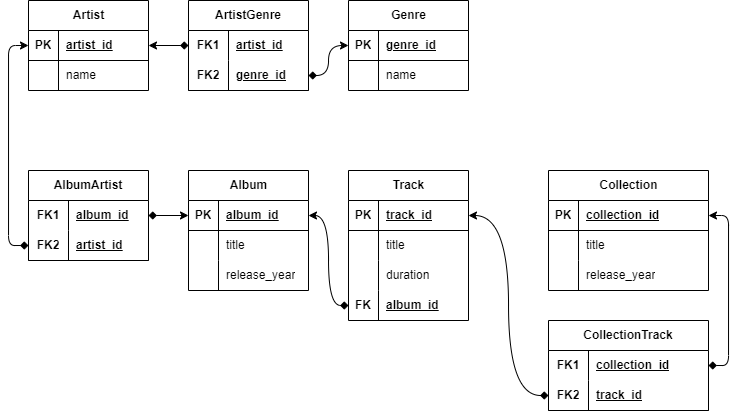 Artist
PK artist_id
name
ArtistGenre
FK1 artist_id
FK2 genre_id
Genre
PK genre_id
name
AlbumArtist
FK1 album_id
FK2 artist_id
Album
PK album_id
title
release_year
Track
PK track_id
title
duration
FK album_id
Collection
PK collection_id
title
release_year
CollectionTrack
FK1 collection_id
FK2 track_id